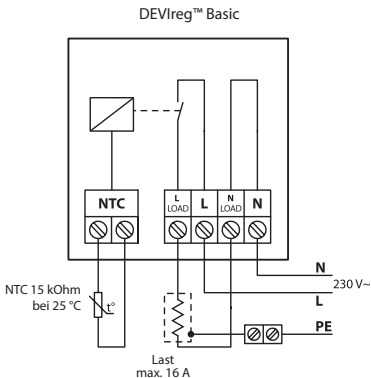 DEVIreg™ Basic
NTC
L
LOAD
L
N
LOAD
N
NTC 15 kOhm
bei 25 °C
t°
N
230 V~
L
PE
Last
max. 16 A